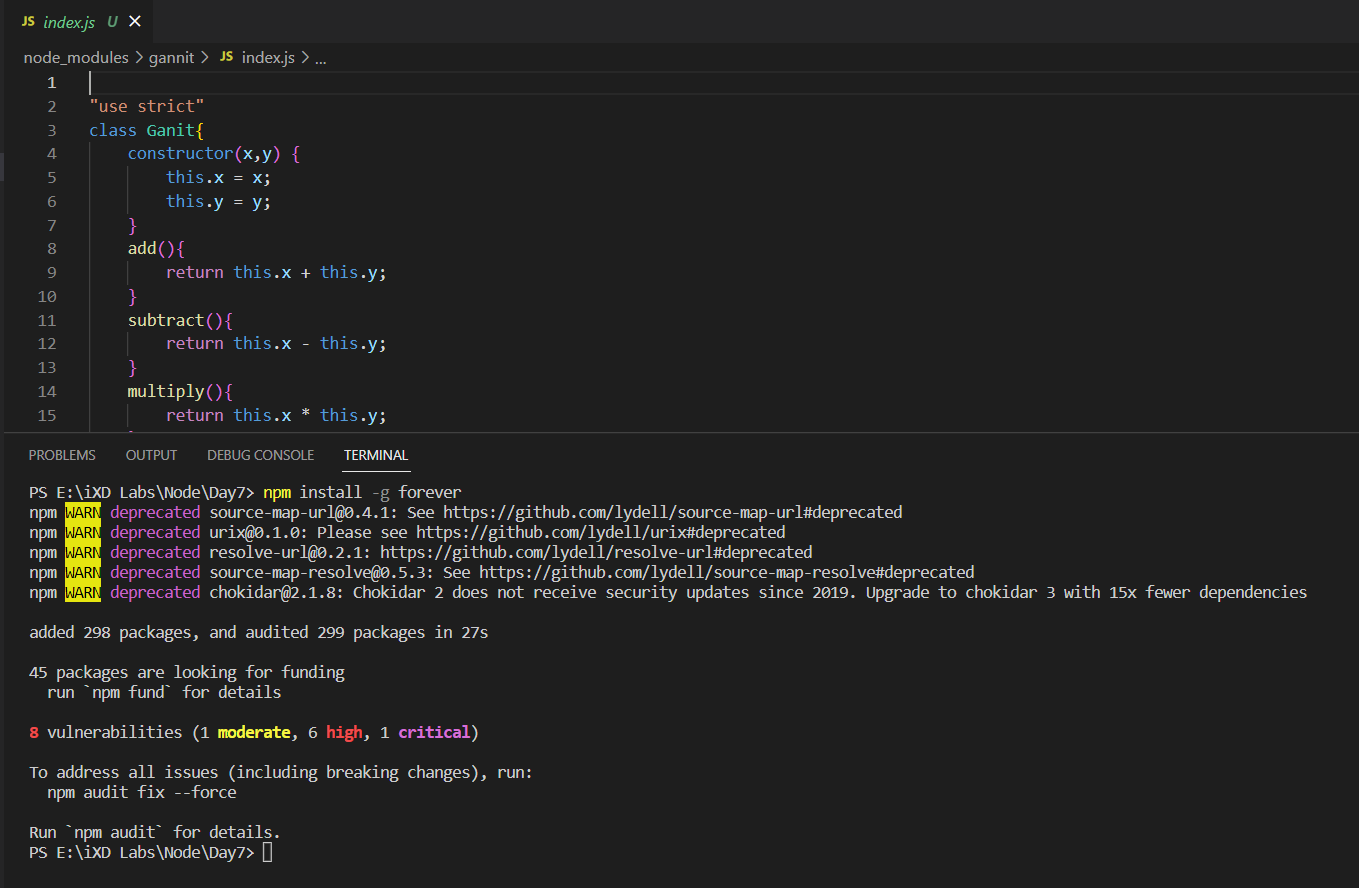 JS index.js U ×
node_modules > gannit > JS index.js > ...
1
2 "use strict"
3 class Ganit{
4 constructor(x,y) {
5 this.x = x;
6 this.y = y;
7 }
8 add(){
9 return this.x + this.y;
10 }
11 subtract(){
12 return this.x - this.y;
13 }
14 multiply(){
15 return this.x * this.y;
PROBLEMS OUTPUT DEBUG CONSOLE TERMINAL
PS E:\iXD Labs\Node\Day7> npm install -g forever
npm WARN deprecated source-map-url@0.4.1: See https://github.com/lydell/source-map-url#deprecated
npm WARN deprecated urix@0.1.0: Please see https://github.com/lydell/urix#deprecated
npm WARN deprecated resolve-url@0.2.1: https://github.com/lydell/resolve-url#deprecated
npm WARN deprecated source-map-resolve@0.5.3: See https://github.com/lydell/source-map-resolve#deprecated
npm WARN deprecated chokidar@2.1.8: Chokidar 2 does not receive security updates since 2019. Upgrade to chokidar 3 with 15x fewer dependencies
added 298 packages, and audited 299 packages in 27s
45 packages are looking for funding
run `npm fund` for details
8 vulnerabilities (1 moderate, 6 high, 1 critical)
To address all issues (including breaking changes), run:
npm audit fix --force
Run `npm audit` for details.
PS E:\iXD Labs\Node\Day7>